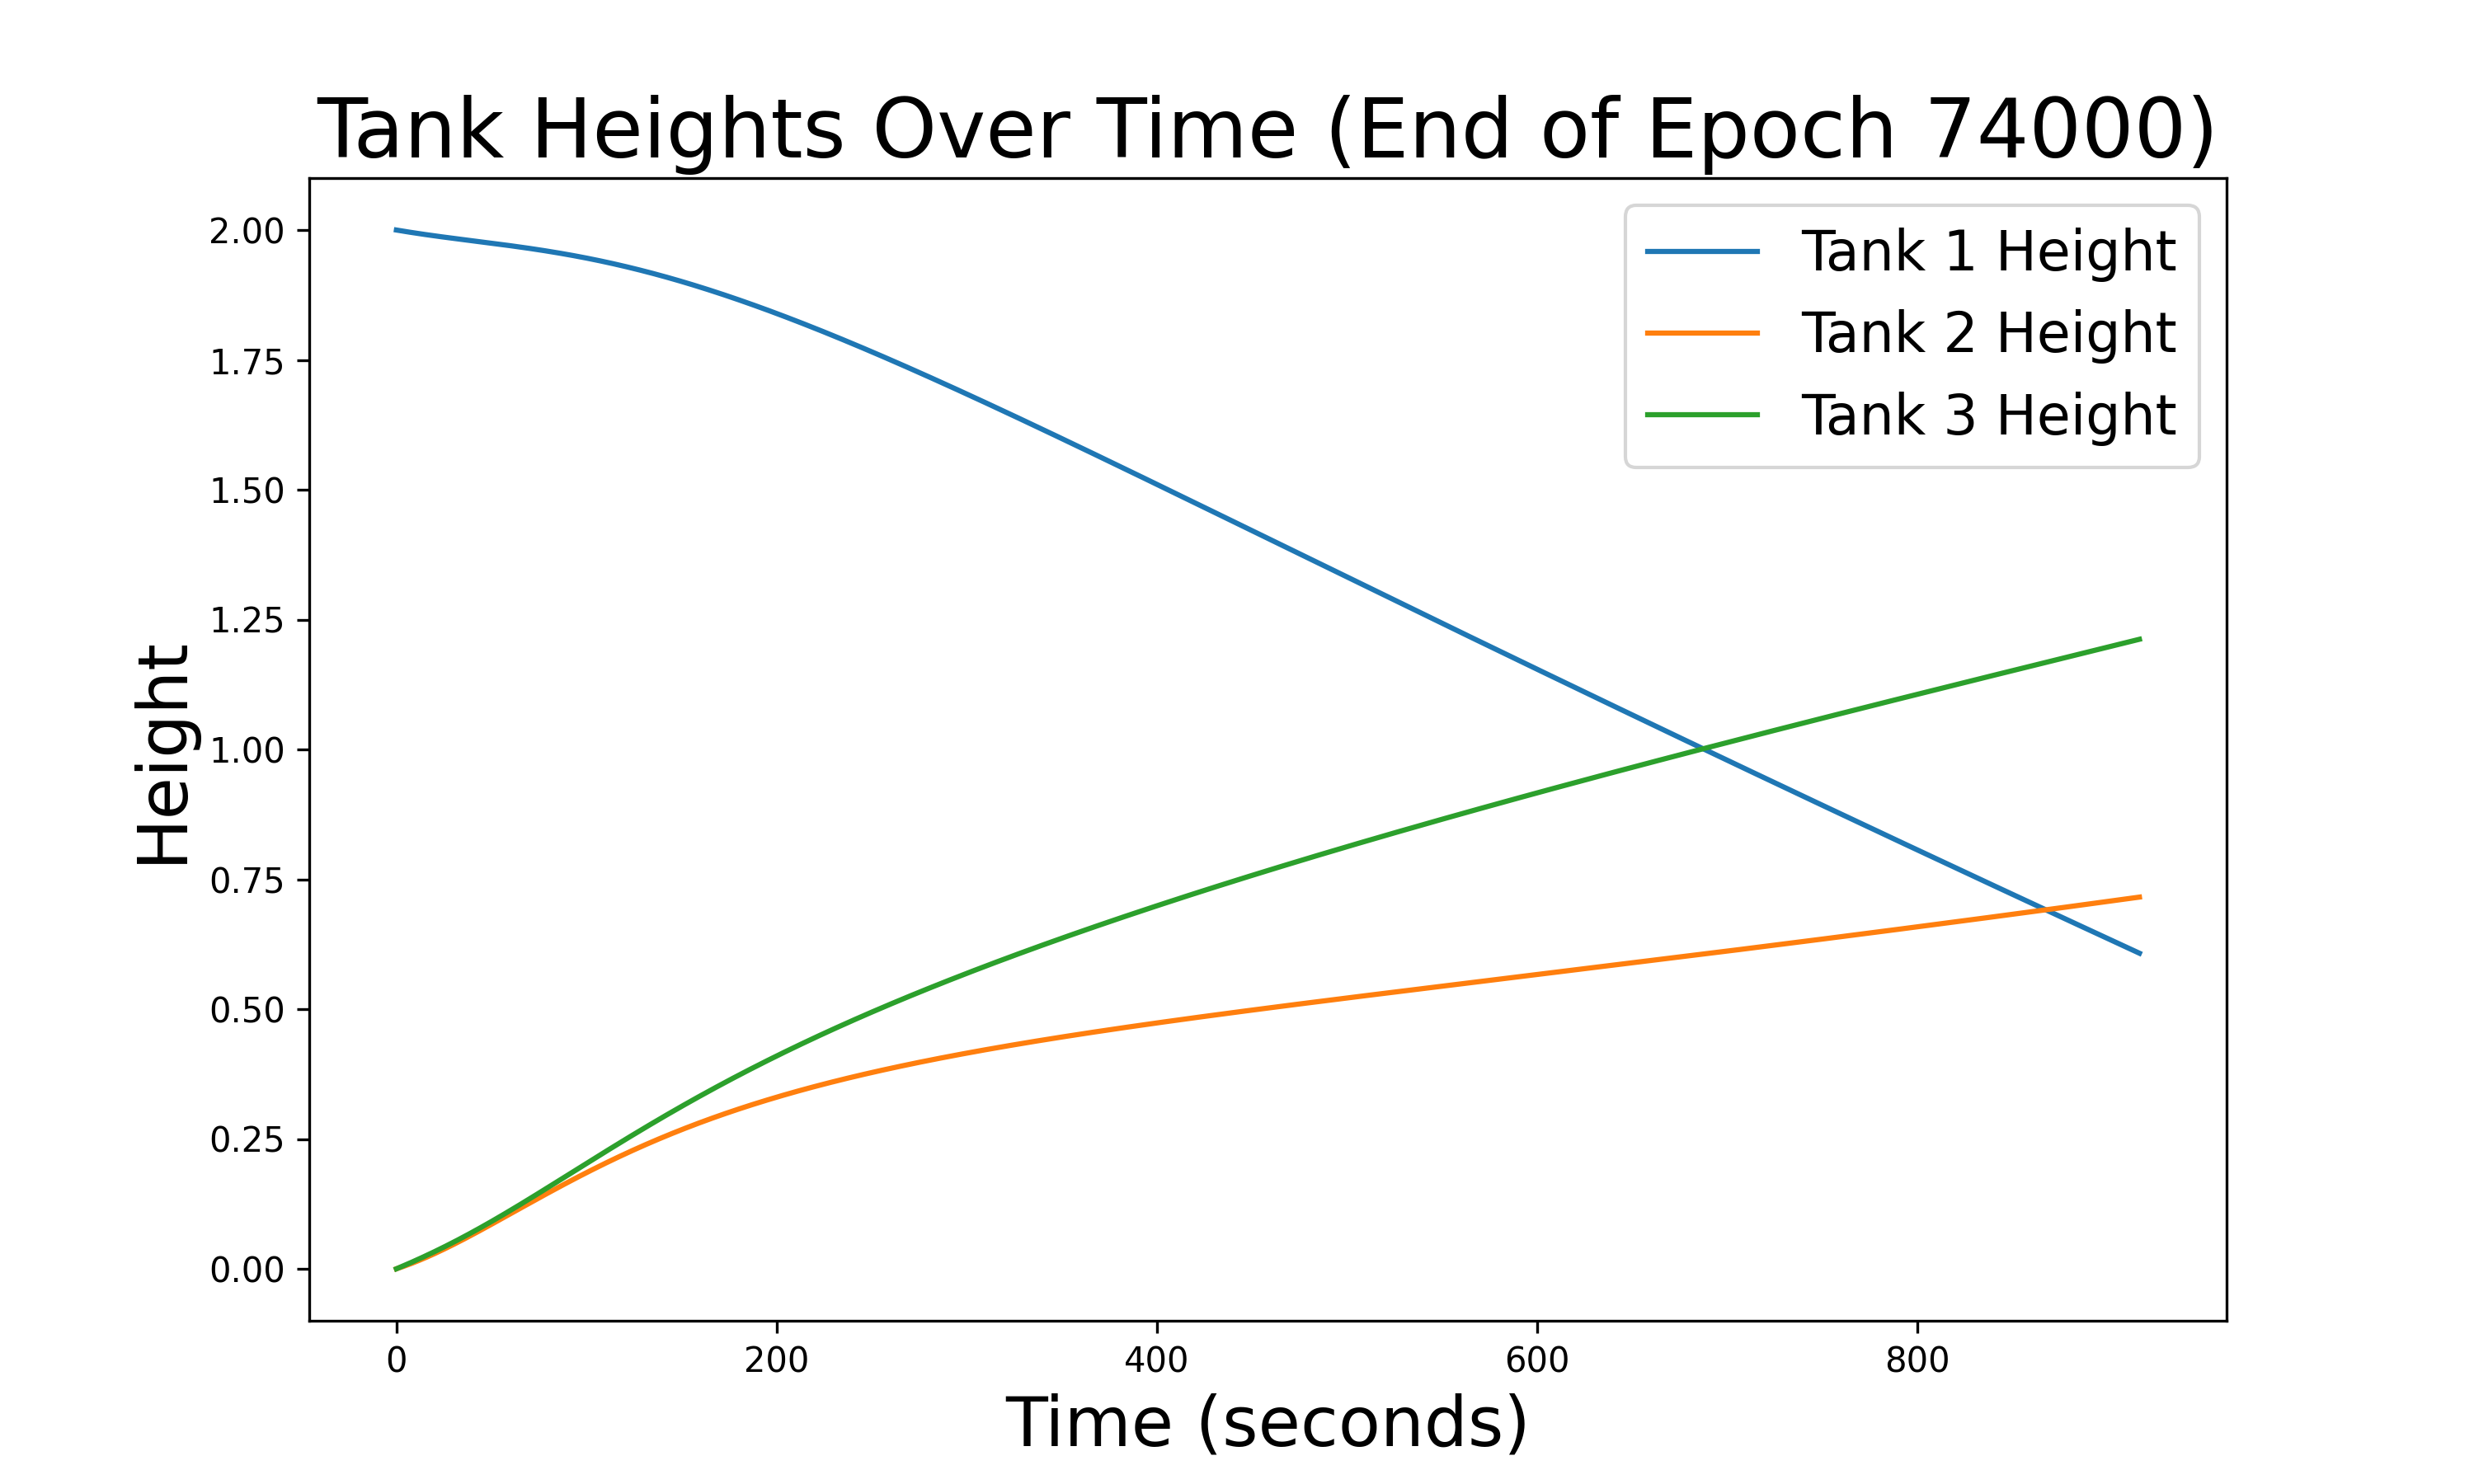 Tank Heights Over Time (End of Epoch 74000)
Tank 1 Height
Tank 2 Height
Tank 3 Height
2.00
1.75
1.50
1.25
1.00
0.75
0.50
0.25
0.00
Height
0 200 400 600 800
Time (seconds)